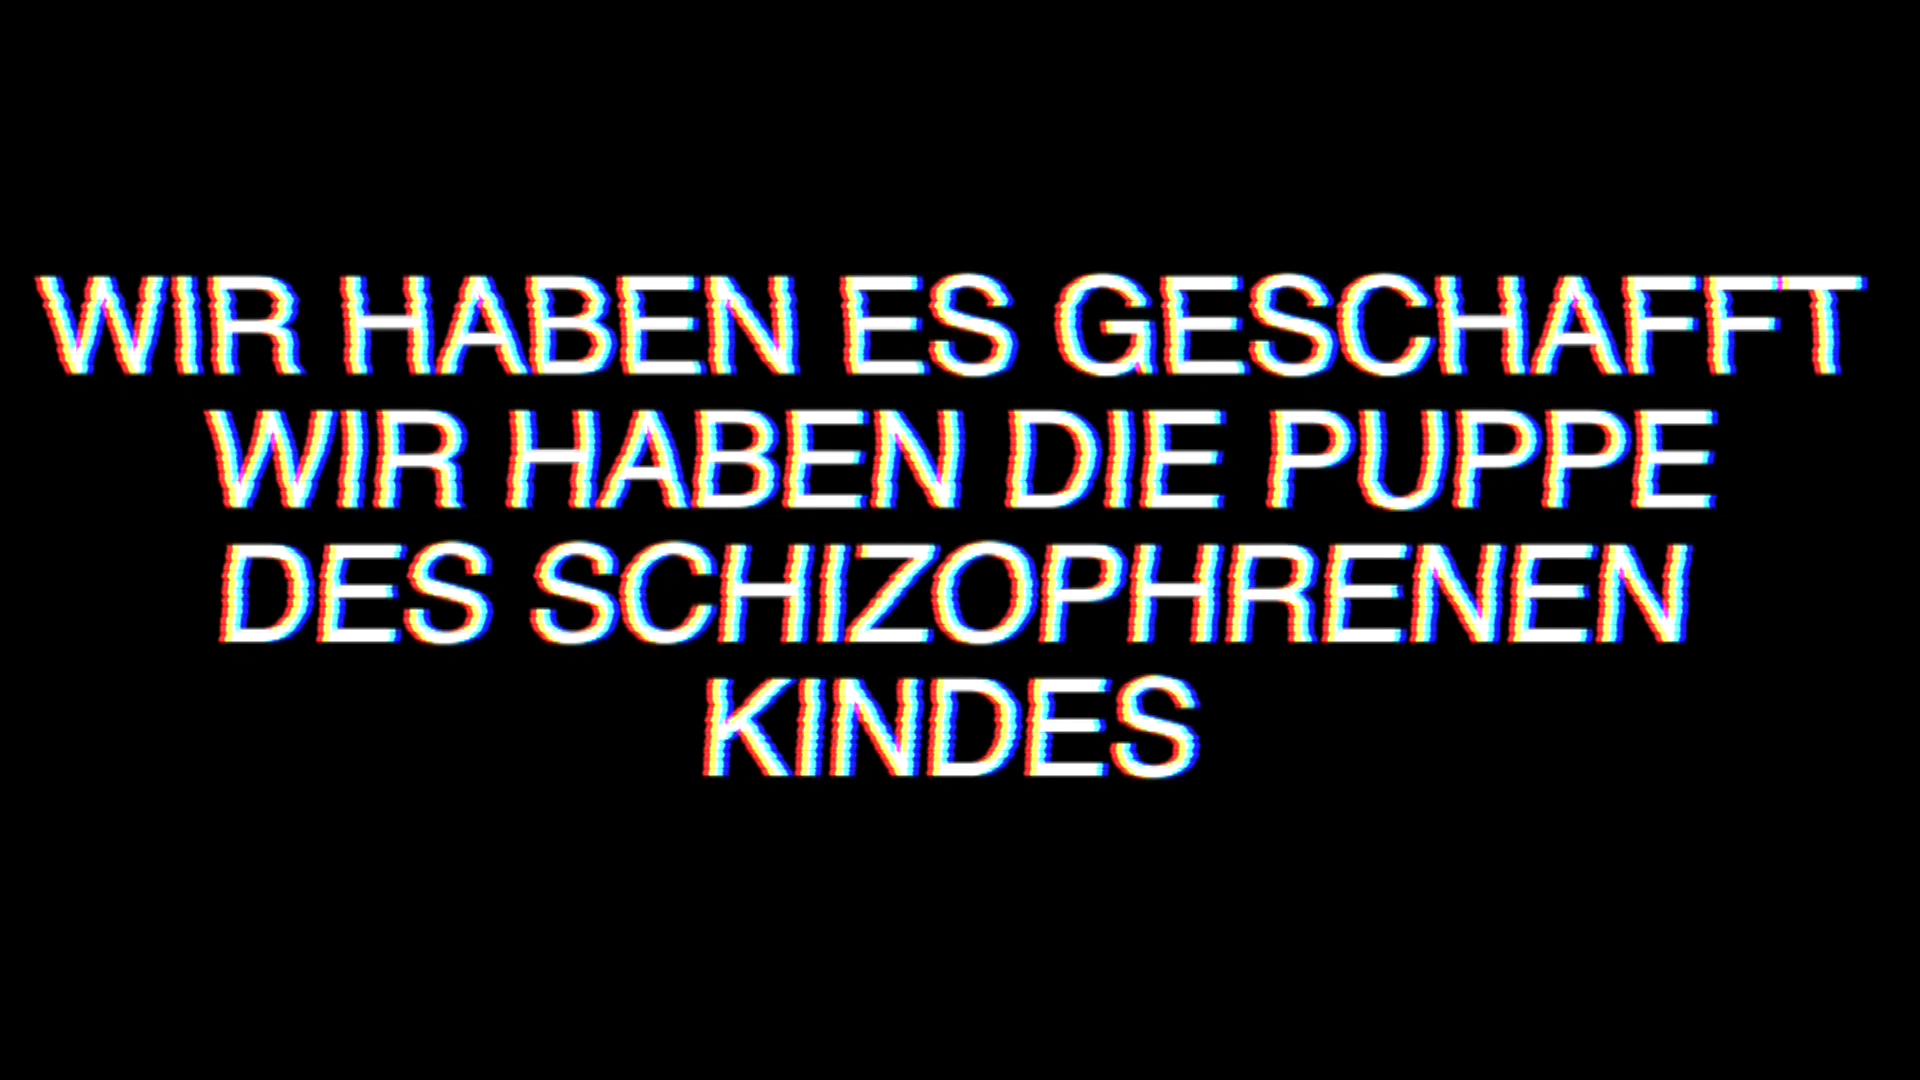 WIR HABEN ES GESCHAFFT
WIR HABEN DIE PUPPE
DES SCHIZOPHRENEN
KINDES